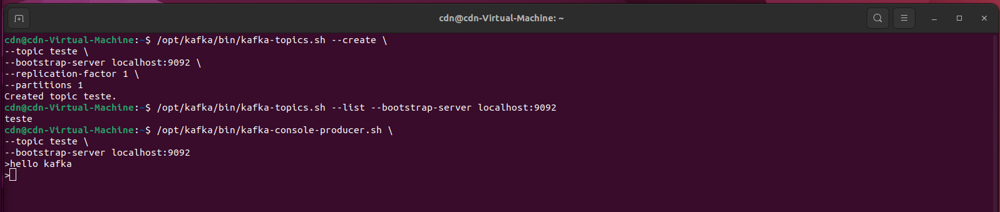 cdn@cdn-Virtual-Machine: ~
cdn@cdn-Virtual-Machine:~$ /opt/kafka/bin/kafka-topics.sh --create \
--topic teste \
--bootstrap-server localhost:9092 \
--replication-factor 1 \
--partitions 1
Created topic teste.
cdn@cdn-Virtual-Machine:~$ /opt/kafka/bin/kafka-topics.sh --list --bootstrap-server localhost:9092
teste
cdn@cdn-Virtual-Machine:~$ /opt/kafka/bin/kafka-console-producer.sh \
--topic teste \
--bootstrap-server localhost:9092
>hello kafka
>